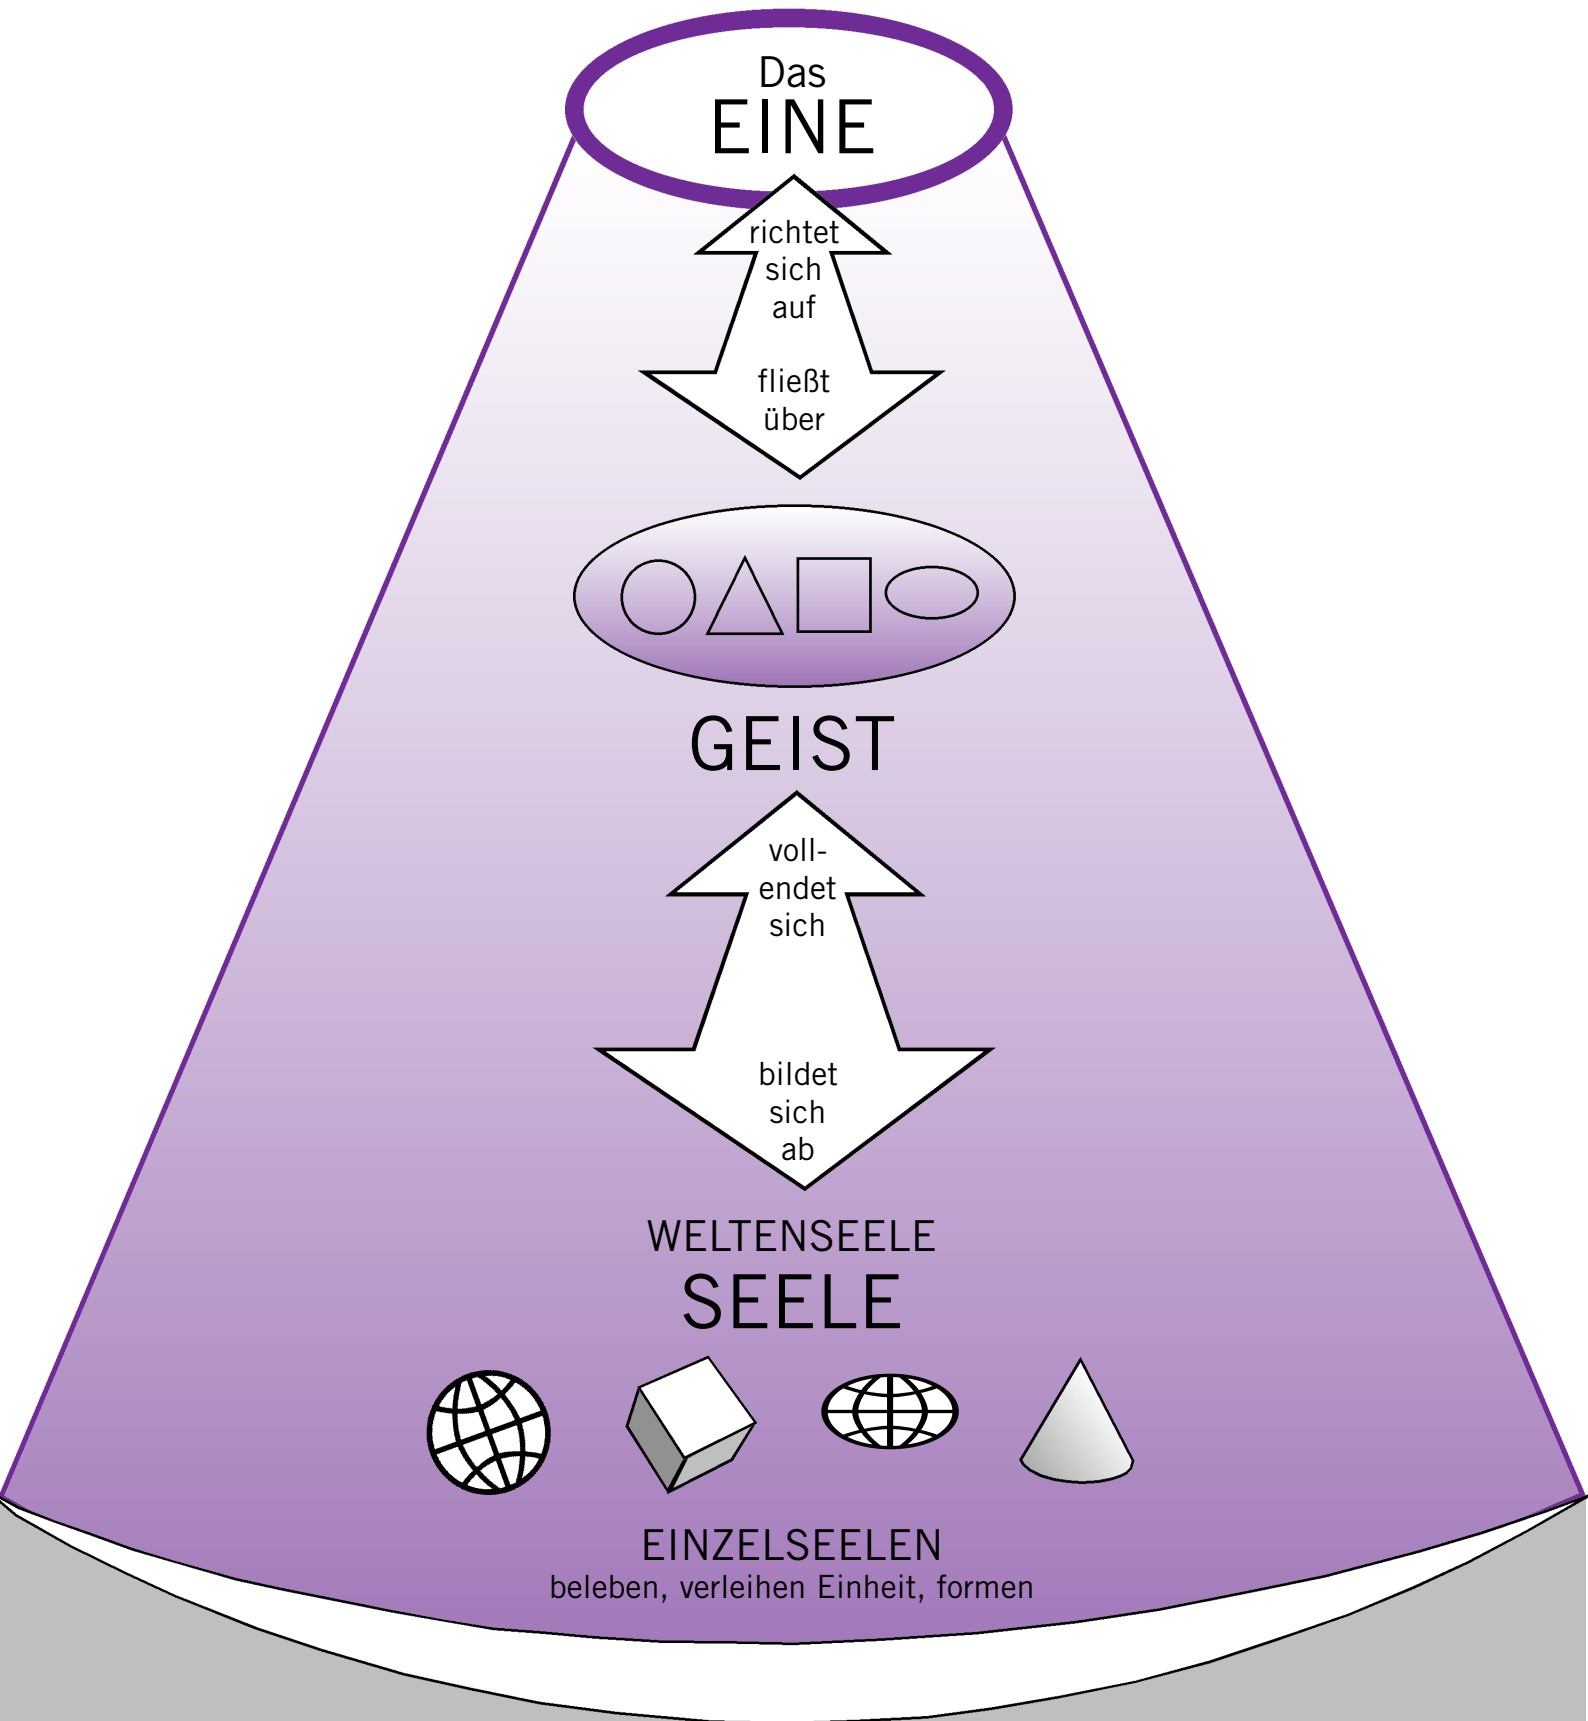 Das
EINE
richtet
sich
auf
fließt
über
GEIST
voll-
endet
sich
bildet
sich
ab
WELTENSEELE
SEELE
EINZELSEELEN
beleben, verleihen Einheit, formen